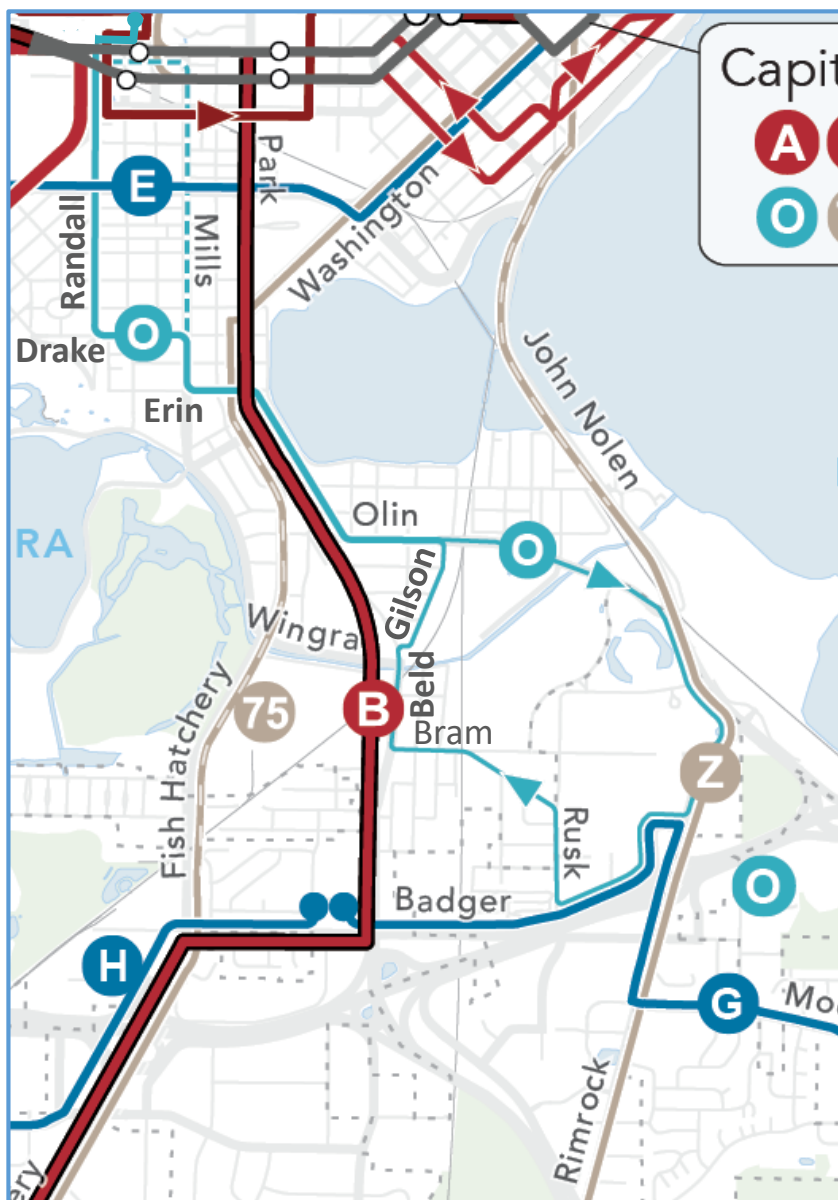 Capit
A
O
Park
E
Randall
Mills
Washington
O
Drake
Erin
John Nolen
Olin
O
RA
Gilson
Wingra
Beld
B
75
Bram
Z
Fish Hatchery
Rusk
O
Badger
H
G
Mo
Rimrock
ery